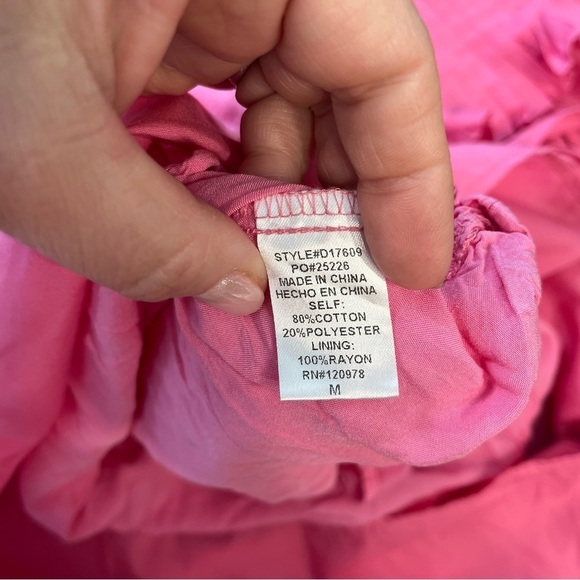 STYLE#D17609
PO#25226
MADE IN CHINA
HECHO EN CHINA
SELF:
80%COTTON
20%POLYESTER
LINING:
100%RAYON
RN#120978
M